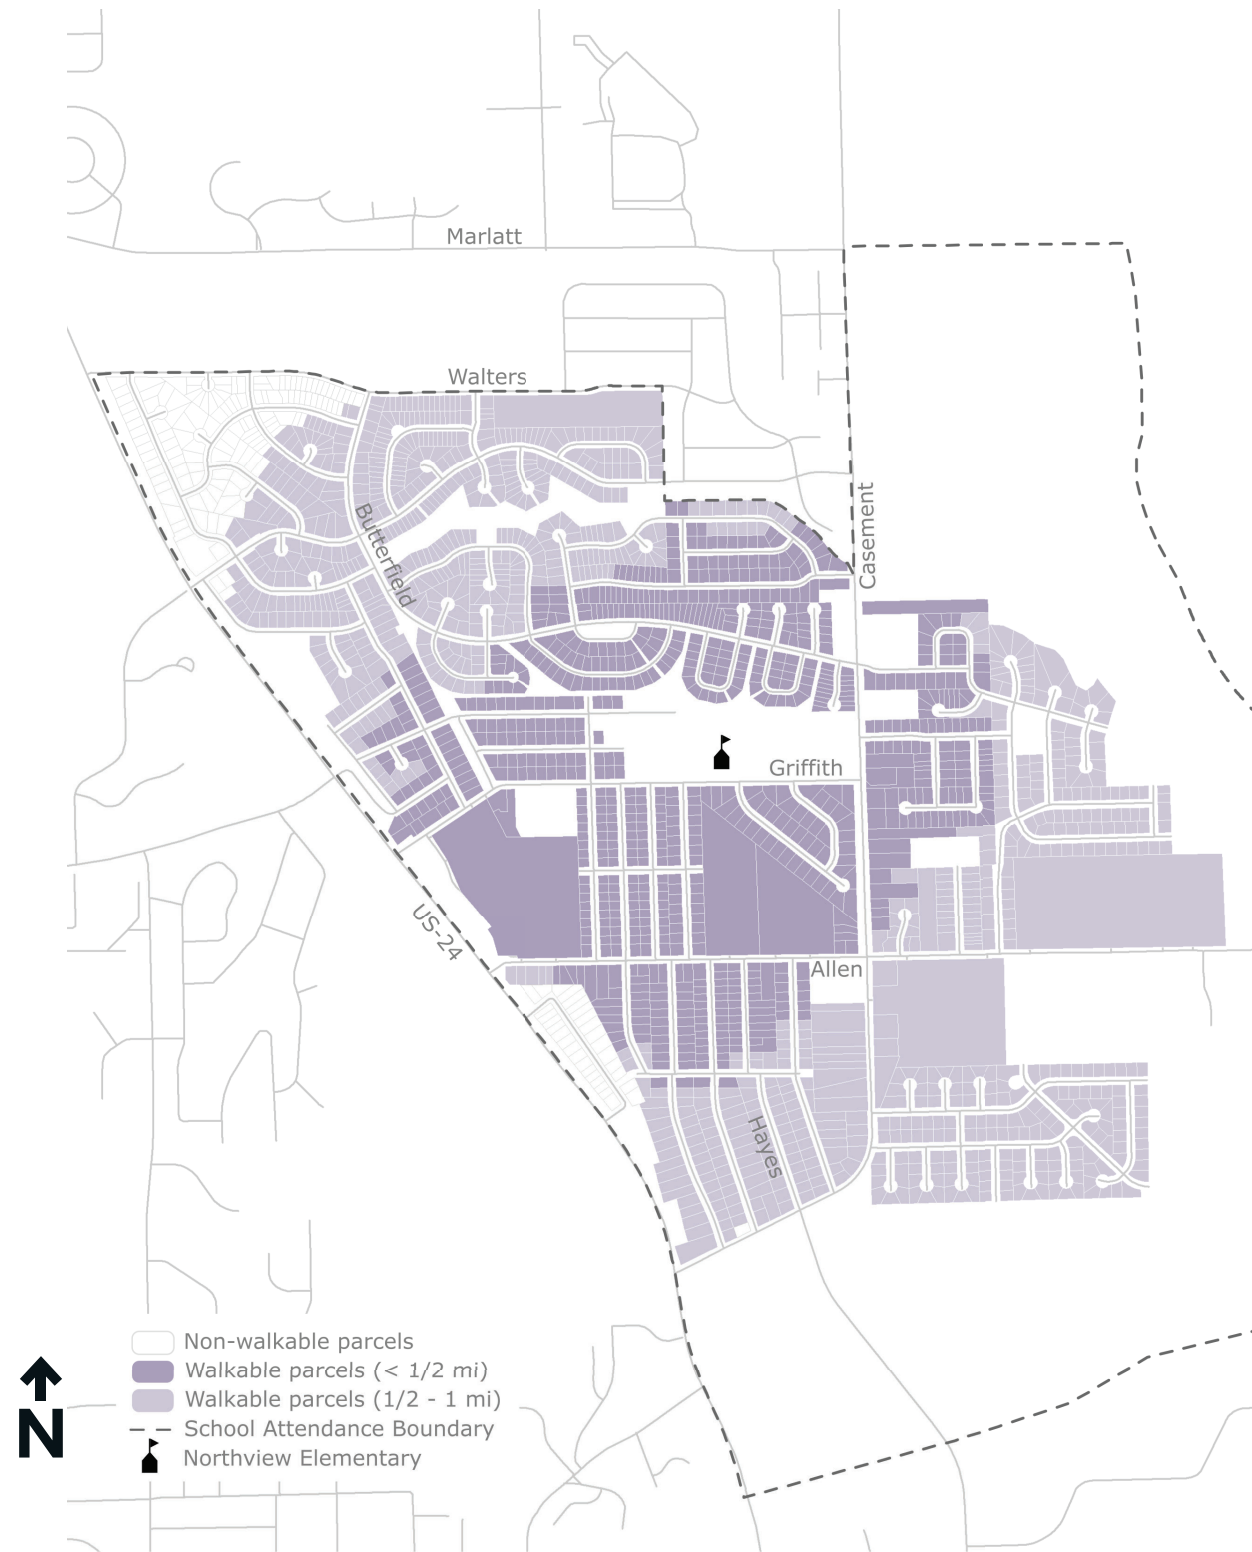 Marlatt
Walters
Casement
Butterfield
Griffith
US-24
Allen
Hayes
Non-walkable parcels
Walkable parcels (< 1/2 mi)
Walkable parcels (1/2 - 1 mi)
School Attendance Boundary
Northview Elementary
N